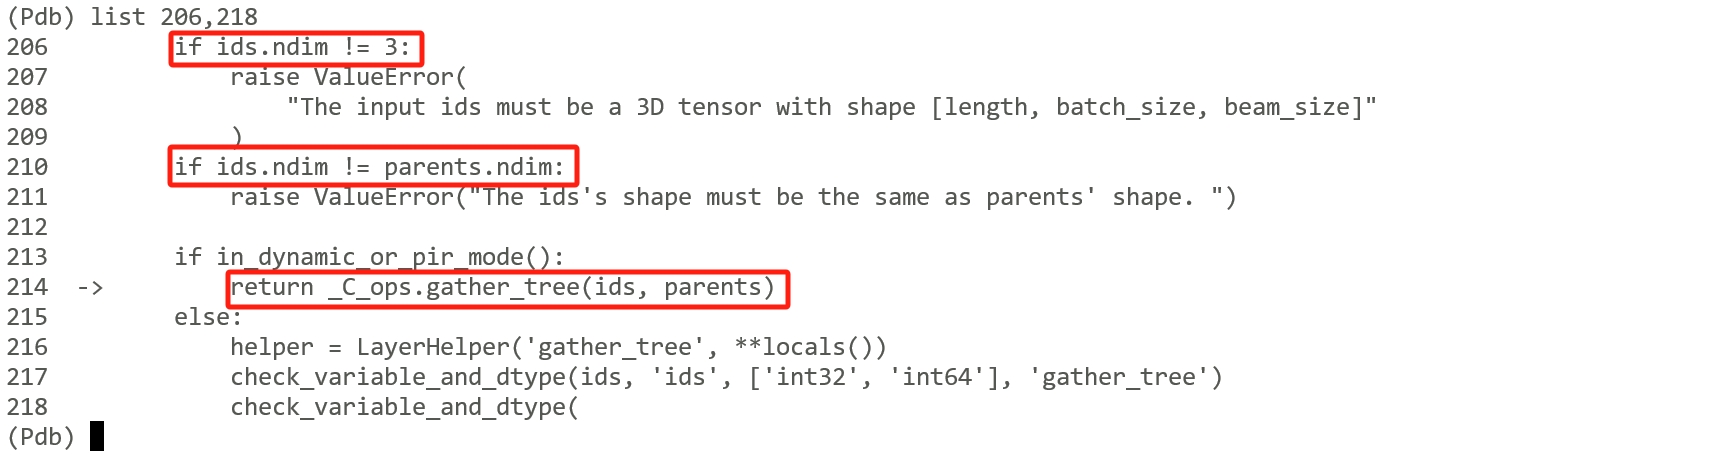 (Pdb) list 206,218
206         if ids.ndim != 3:
207             raise ValueError(
208                 "The input ids must be a 3D tensor with shape [length, batch_size, beam_size]"
209             )
210         if ids.ndim != parents.ndim:
211             raise ValueError("The ids's shape must be the same as parents' shape. ")
212
213         if in_dynamic_or_pir_mode():
214  ->         return _C_ops.gather_tree(ids, parents)
215         else:
216             helper = LayerHelper('gather_tree', **locals())
217             check_variable_and_dtype(ids, 'ids', ['int32', 'int64'], 'gather_tree')
218             check_variable_and_dtype(
(Pdb)